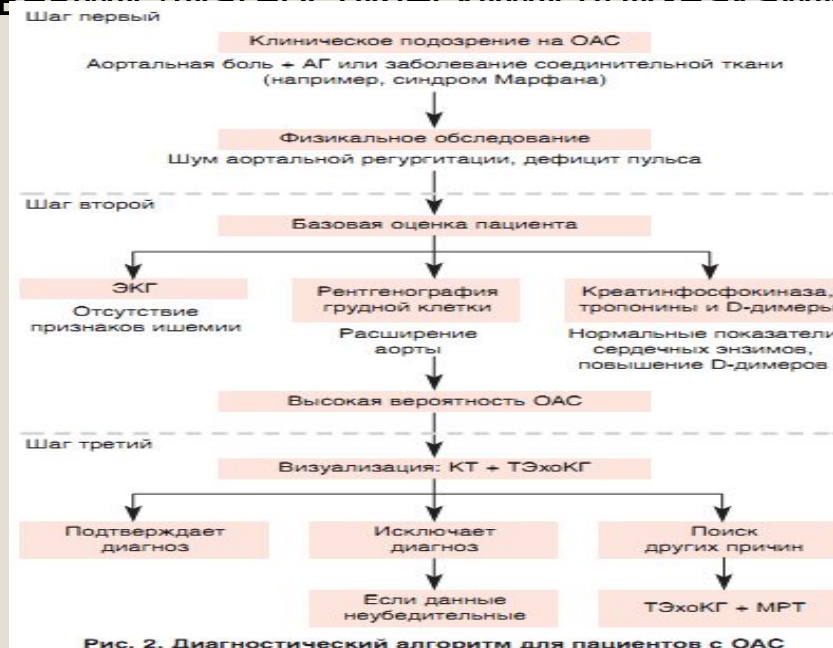 Шаг первый
Клиническое подозрение на ОАС
Аортальная боль + АГ или заболевание соединительной ткани
(например, синдром Марфана)
Физикальное обследование
Шум аортальной регургитации, дефицит пульса
Шаг второй
Базовая оценка пациента
ЭКГ
Отсутствие
признаков ишемии
Рентгенография
грудной клетки
Расширение
аорты
Креатинфосфокиназа,
тропонины и D-димеры
Нормальные показатели
сердечных энзимов,
повышение D-димеров
Высокая вероятность ОАС
Шаг третий
Визуализация: КТ + ТЭхоКГ
Подтверждает
диагноз
Исключает
диагноз
Поиск
других причин
Если данные
неубедительные
ТЭхоКГ + МРТ
Рис. 2. Диагностический алгоритм для пациентов с ОАС